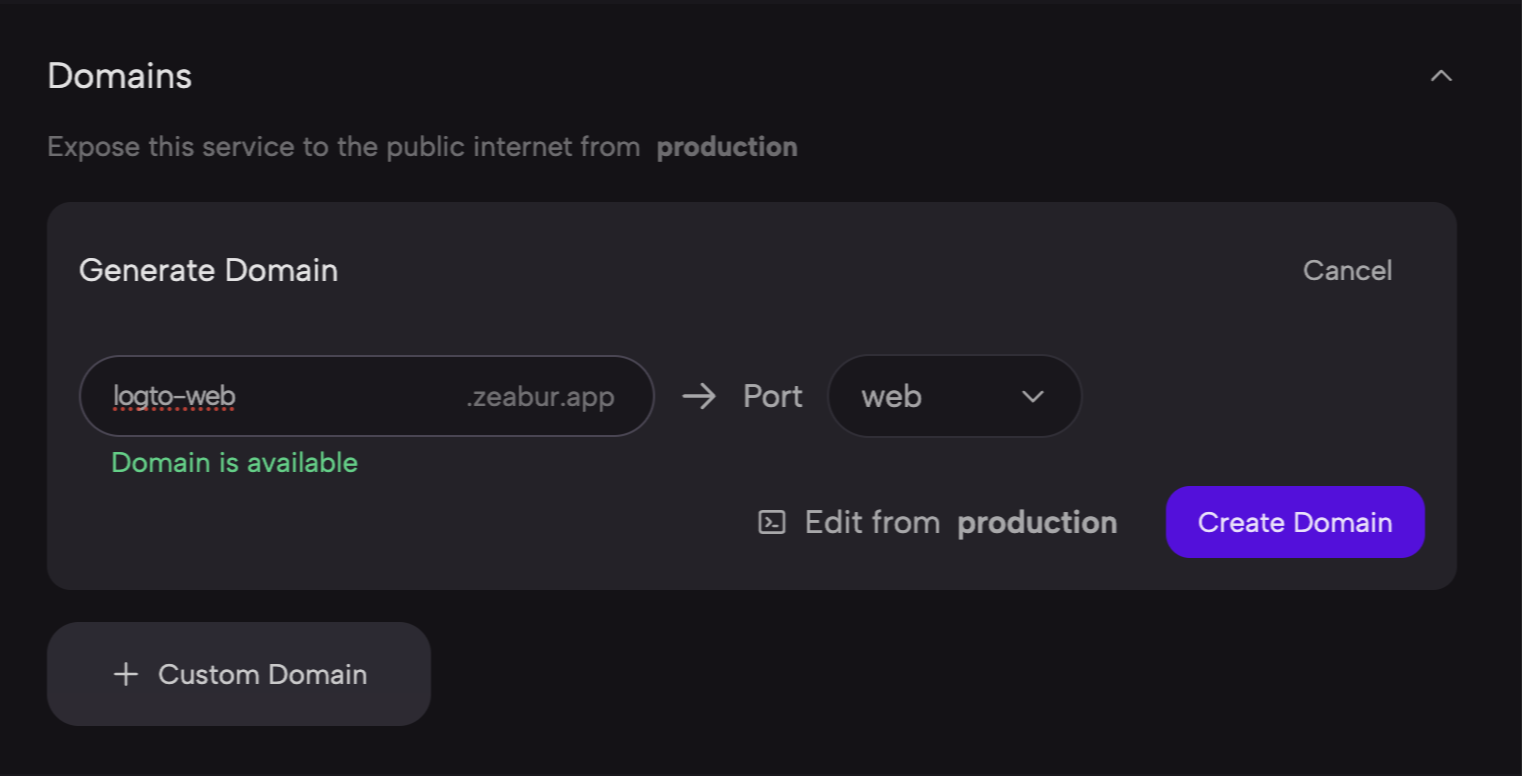 Domains
Expose this service to the public internet from production
Generate Domain
Cancel
logto-web .zeabur.app → Port web
Domain is available
Edit from production
Create Domain
+ Custom Domain